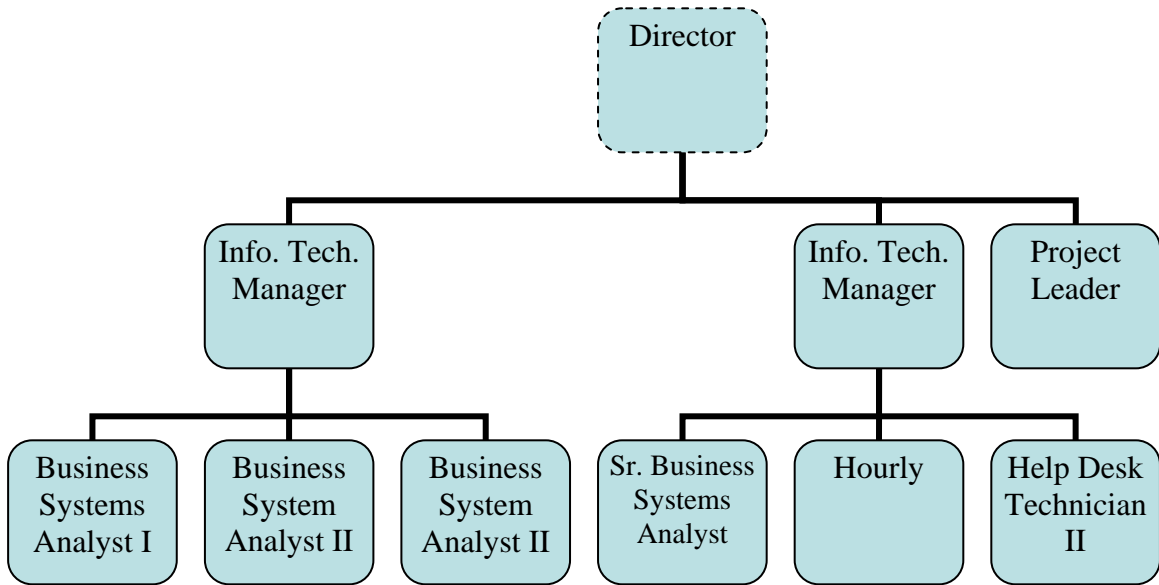 Director
Info. Tech.
Manager
Info. Tech.
Manager
Project
Leader
Business
Systems
Analyst I
Business
System
Analyst II
Business
System
Analyst II
Sr. Business
Systems
Analyst
Hourly
Help Desk
Technician
II